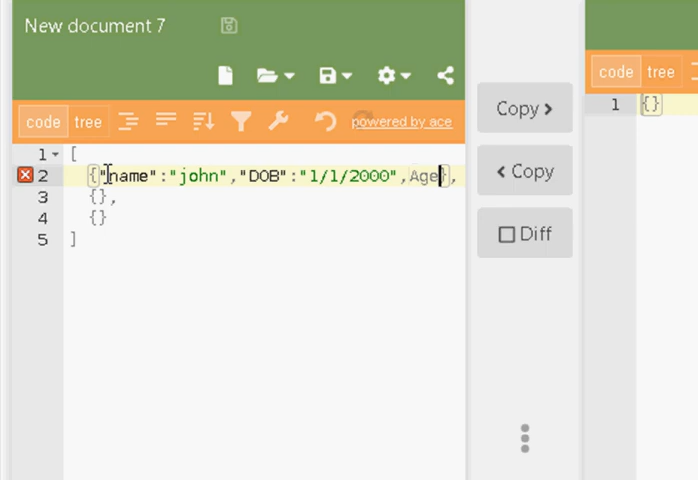 New document 7
code tree powered by ace
1 [
2 {"name":"john","DOB":"1/1/2000",Age},
3 {},
4 {}
5 ]
Copy >
< Copy
Diff
code tree
1 {}